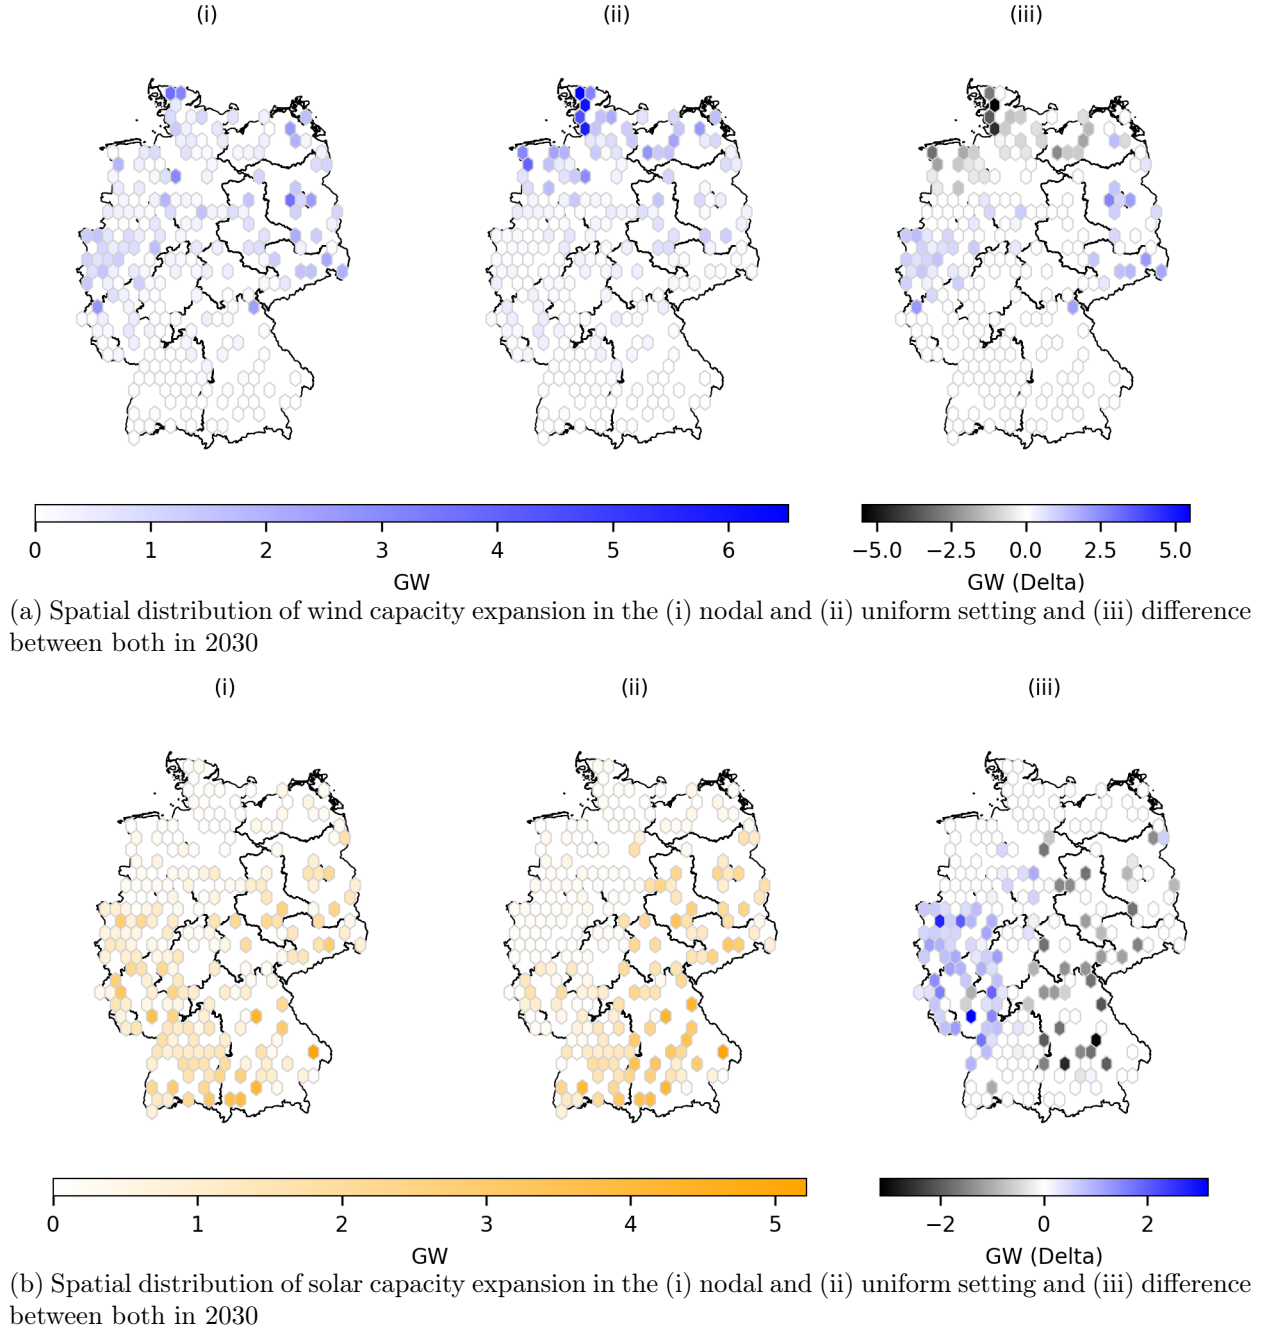 (i) (ii) (iii)
0 1 2 3 4 5 6
GW
−5.0 −2.5 0.0 2.5 5.0
GW (Delta)
(a) Spatial distribution of wind capacity expansion in the (i) nodal and (ii) uniform setting and (iii) difference
between both in 2030
(i) (ii) (iii)
0 1 2 3 4 5
GW
−2 0 2
GW (Delta)
(b) Spatial distribution of solar capacity expansion in the (i) nodal and (ii) uniform setting and (iii) difference
between both in 2030